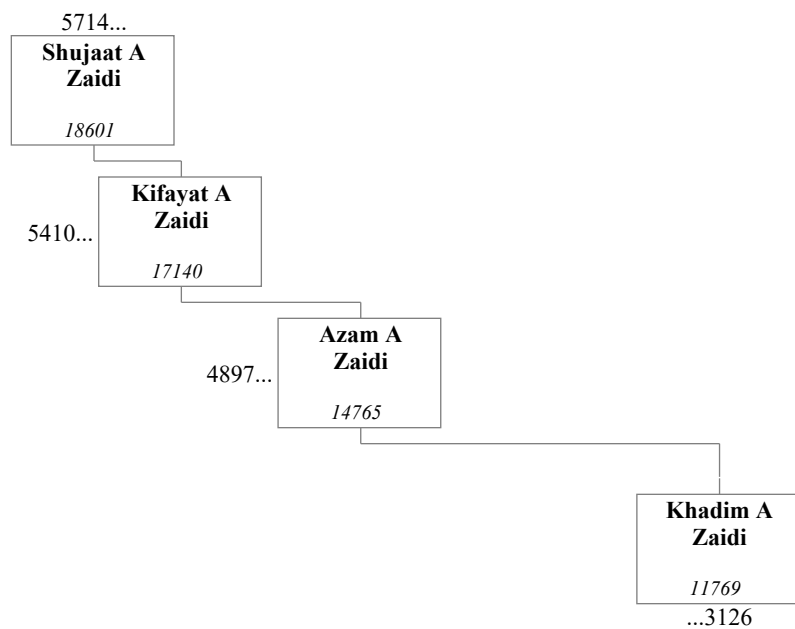 5714...
Shujaat A
Zaidi
18601
Kifayat A
Zaidi
5410...
17140
Azam A
Zaidi
4897...
14765
Khadim A
Zaidi
11769
...3126